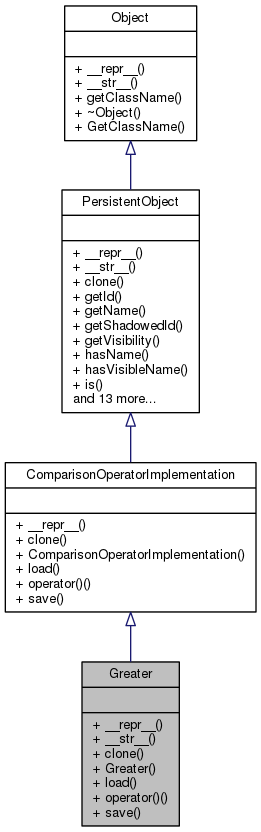 Object
+ __repr__()
+ __str__()
+ getClassName()
+ ~Object()
+ GetClassName()
PersistentObject
+ __repr__()
+ __str__()
+ clone()
+ getId()
+ getName()
+ getShadowedId()
+ getVisibility()
+ hasName()
+ hasVisibleName()
+ is()
and 13 more...
ComparisonOperatorImplementation
+ __repr__()
+ clone()
+ ComparisonOperatorImplementation()
+ load()
+ operator()()
+ save()
Greater
+ __repr__()
+ __str__()
+ clone()
+ Greater()
+ load()
+ operator()()
+ save()